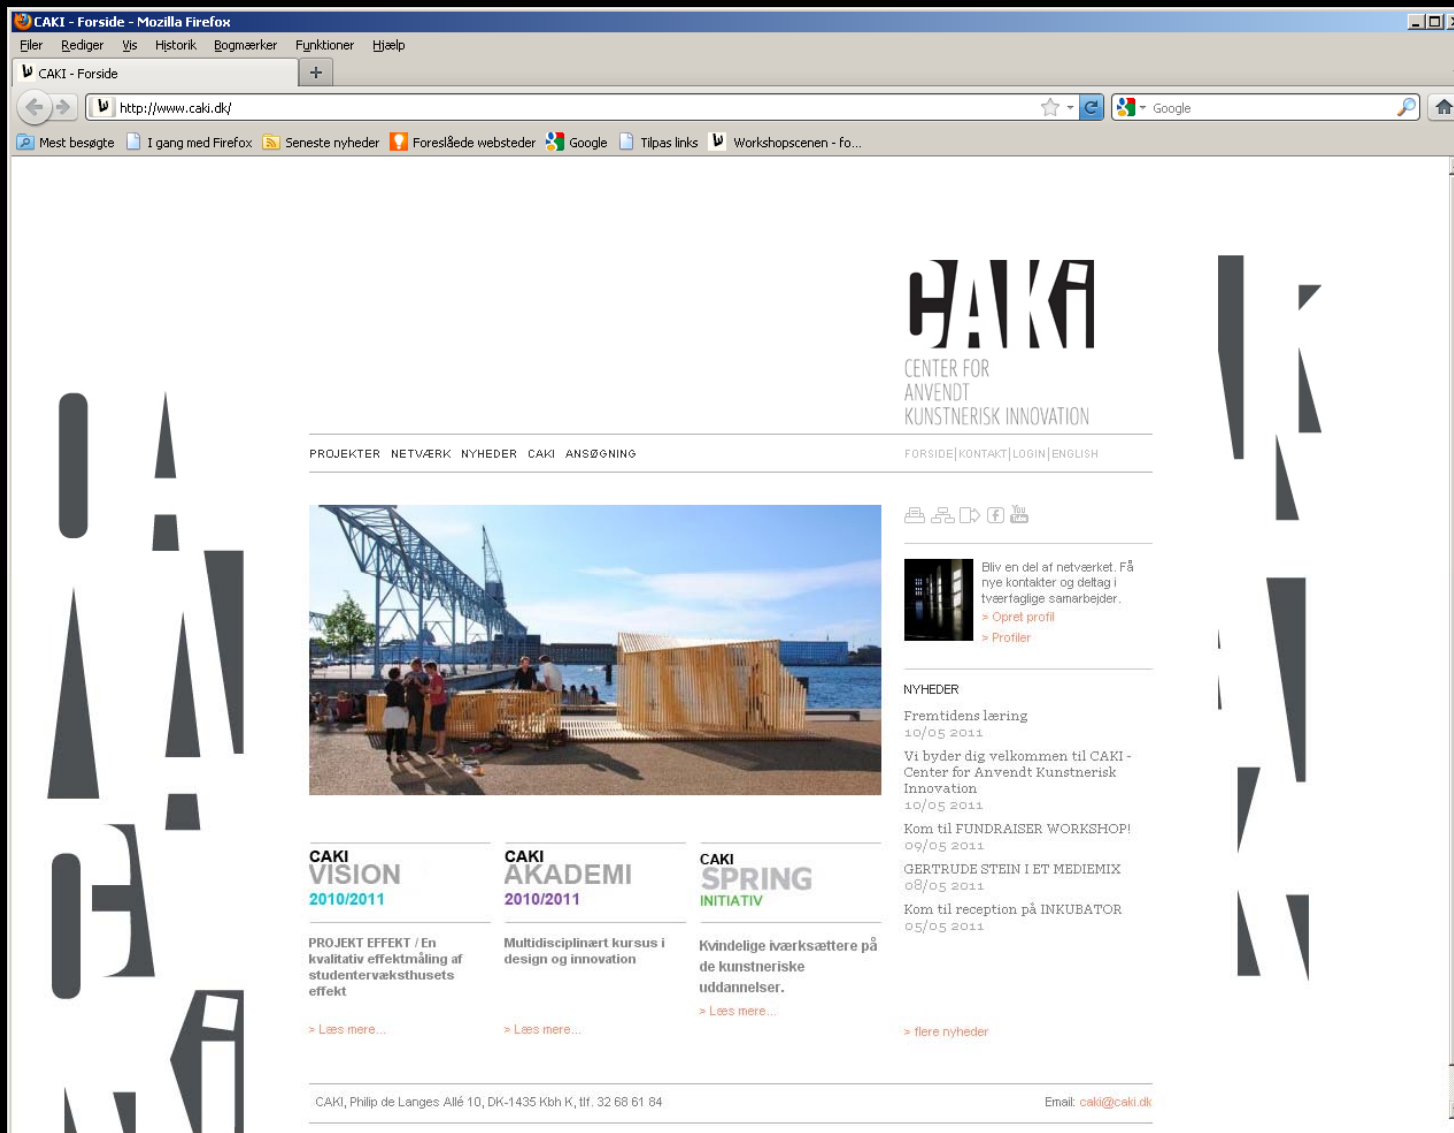 CAKI - Forside - Mozilla Firefox
Filer Rediger Vis Historik Bogmærker Funktioner Hjælp
CAKI - Forside
http://www.caki.dk/
Google
Mest besøgte I gang med Firefox Seneste nyheder Foreslåede websteder Google Tilpas links Workshopscenen - fo...
CAKi
CENTER FOR
ANVENDT
KUNSTNERISK INNOVATION
PROJEKTER NETVÆRK NYHEDER CAKI ANSØGNING
FORSIDE|KONTAKT|LOGIN|ENGLISH
You
Tube
Bliv en del af netværket. Få
nye kontakter og deltag i
tværfaglige samarbejder.
> Opret profil
> Profiler
NYHEDER
Fremtidens læring
10/05 2011
Vi byder dig velkommen til CAKI -
Center for Anvendt Kunstnerisk
Innovation
10/05 2011
Kom til FUNDRAISER WORKSHOP!
09/05 2011
GERTRUDE STEIN I ET MEDIEMIX
08/05 2011
Kom til reception på INKUBATOR
05/05 2011
> flere nyheder
CAKI
VISION
2010/2011
PROJEKT EFFEKT / En
kvalitativ effektmåling af
studentervæksthusets
effekt
> Læs mere...
CAKI
AKADEMI
2010/2011
Multidisciplinært kursus i
design og innovation
> Læs mere...
CAKI
SPRING
INITIATIV
Kvindelige iværksættere på
de kunstneriske
uddannelser.
> Læs mere...
CAKI, Philip de Langes Allé 10, DK-1435 Kbh K, tlf. 32 68 61 84
Email: caki@caki.dk